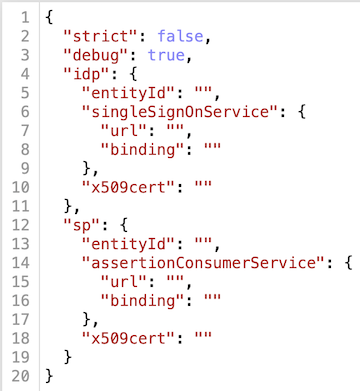 1 {
2   "strict": false,
3   "debug": true,
4   "idp": {
5     "entityId": "",
6     "singleSignOnService": {
7       "url": "",
8       "binding": ""
9     },
10     "x509cert": ""
11   },
12   "sp": {
13     "entityId": "",
14     "assertionConsumerService": {
15       "url": "",
16       "binding": ""
17     },
18     "x509cert": ""
19   }
20 }